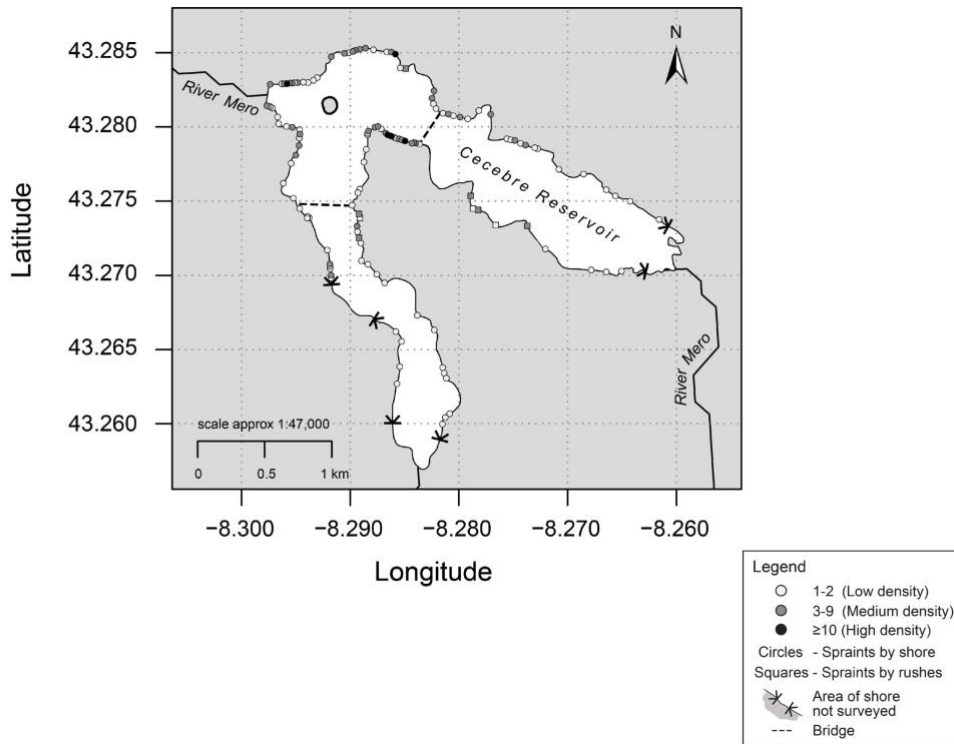 N
43.285
43.280
43.275
43.270
43.265
43.260
Latitude
River Mero
Cecebre Reservoir
River Mero
scale approx 1:47,000
0 0.5 1 km
−8.300 −8.290 −8.280 −8.270 −8.260
Longitude
Legend
1-2 (Low density)
3-9 (Medium density)
≥10 (High density)
Circles - Spraints by shore
Squares - Spraints by rushes
Area of shore
not surveyed
Bridge